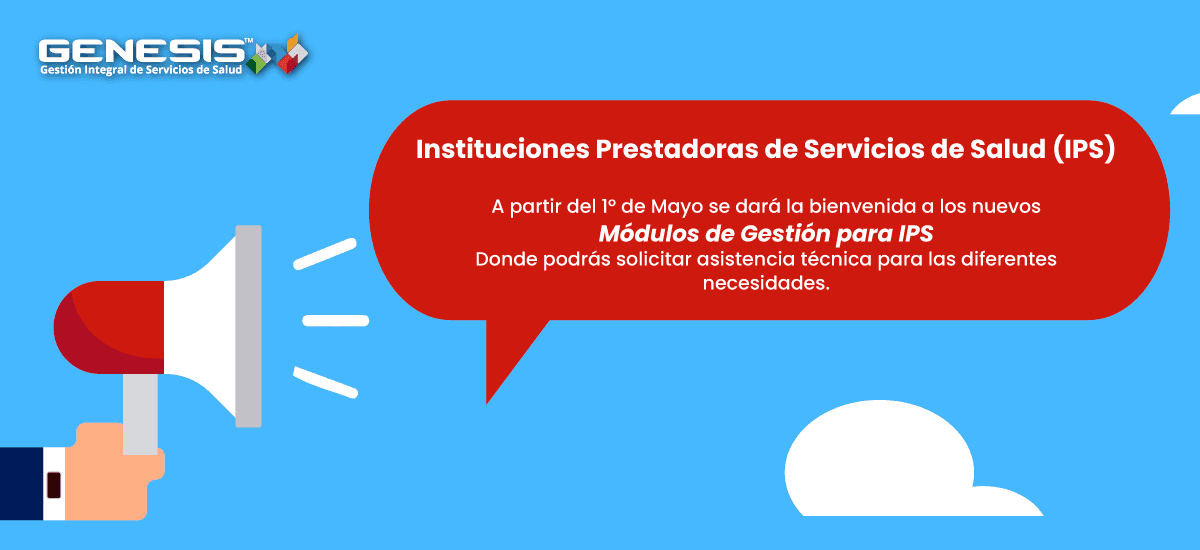 GENESIS™
Gestión Integral de Servicios de Salud
Instituciones Prestadoras de Servicios de Salud (IPS)
A partir del 1° de Mayo se dará la bienvenida a los nuevos
Módulos de Gestión para IPS
Donde podrás solicitar asistencia técnica para las diferentes
necesidades.